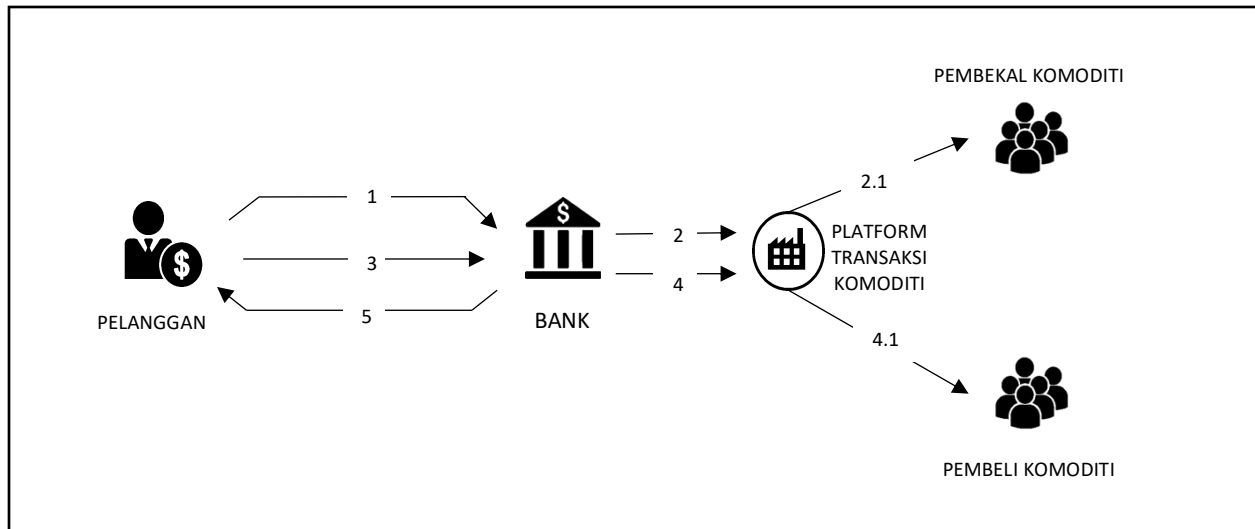 PEMBEKAL KOMODITI
2.1
1
$
2
PLATFORM
TRANSAKSI
KOMODITI
$
3
4
5
PELANGGAN
BANK
4.1
PEMBELI KOMODITI